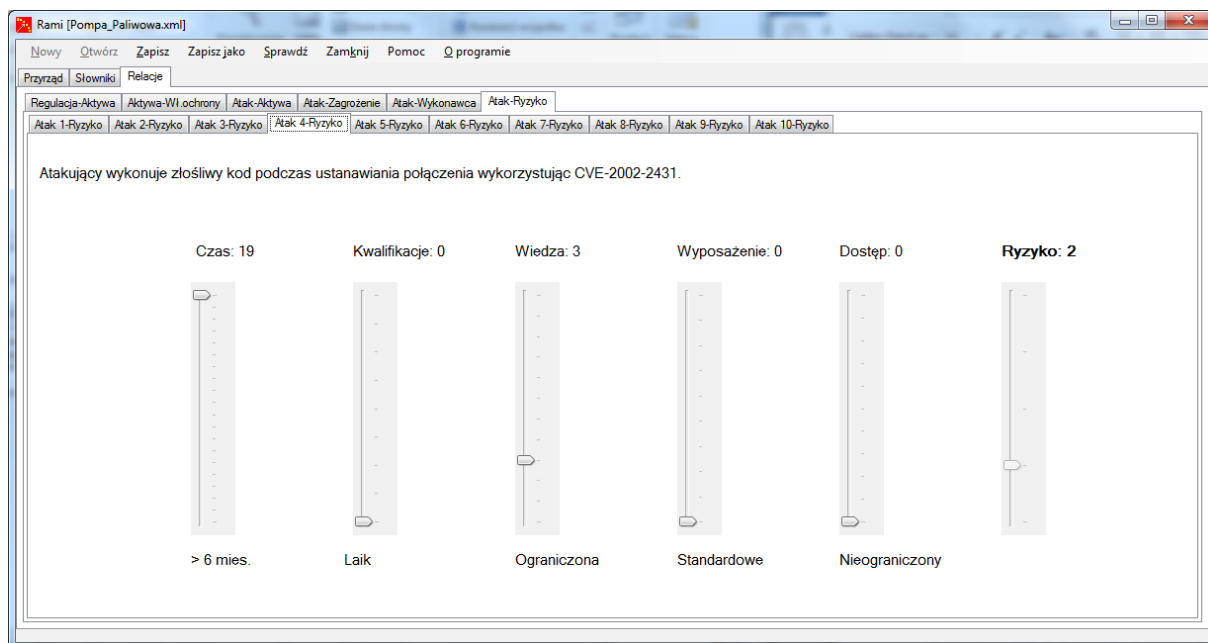 Rami [Pompa_Paliwowa.xml]
Nowy Otwórz Zapisz Zapisz jako Sprawdź Zamknij Pomoc O programie
Przyrząd Słowniki Relacje
Regulacja-Aktywa Aktywa-Wł.ochrony Atak-Aktywa Atak-Zagrożenie Atak-Wykonawca Atak-Ryzyko
Atak 1-Ryzyko Atak 2-Ryzyko Atak 3-Ryzyko Atak 4-Ryzyko Atak 5-Ryzyko Atak 6-Ryzyko Atak 7-Ryzyko Atak 8-Ryzyko Atak 9-Ryzyko Atak 10-Ryzyko
Atakujący wykonuje złośliwy kod podczas ustanawiania połączenia wykorzystując CVE-2002-2431.
Czas: 19 Kwalifikacje: 0 Wiedza: 3 Wyposażenie: 0 Dostęp: 0 Ryzyko: 2
> 6 mies. Laik Ograniczona Standardowe Nieograniczony